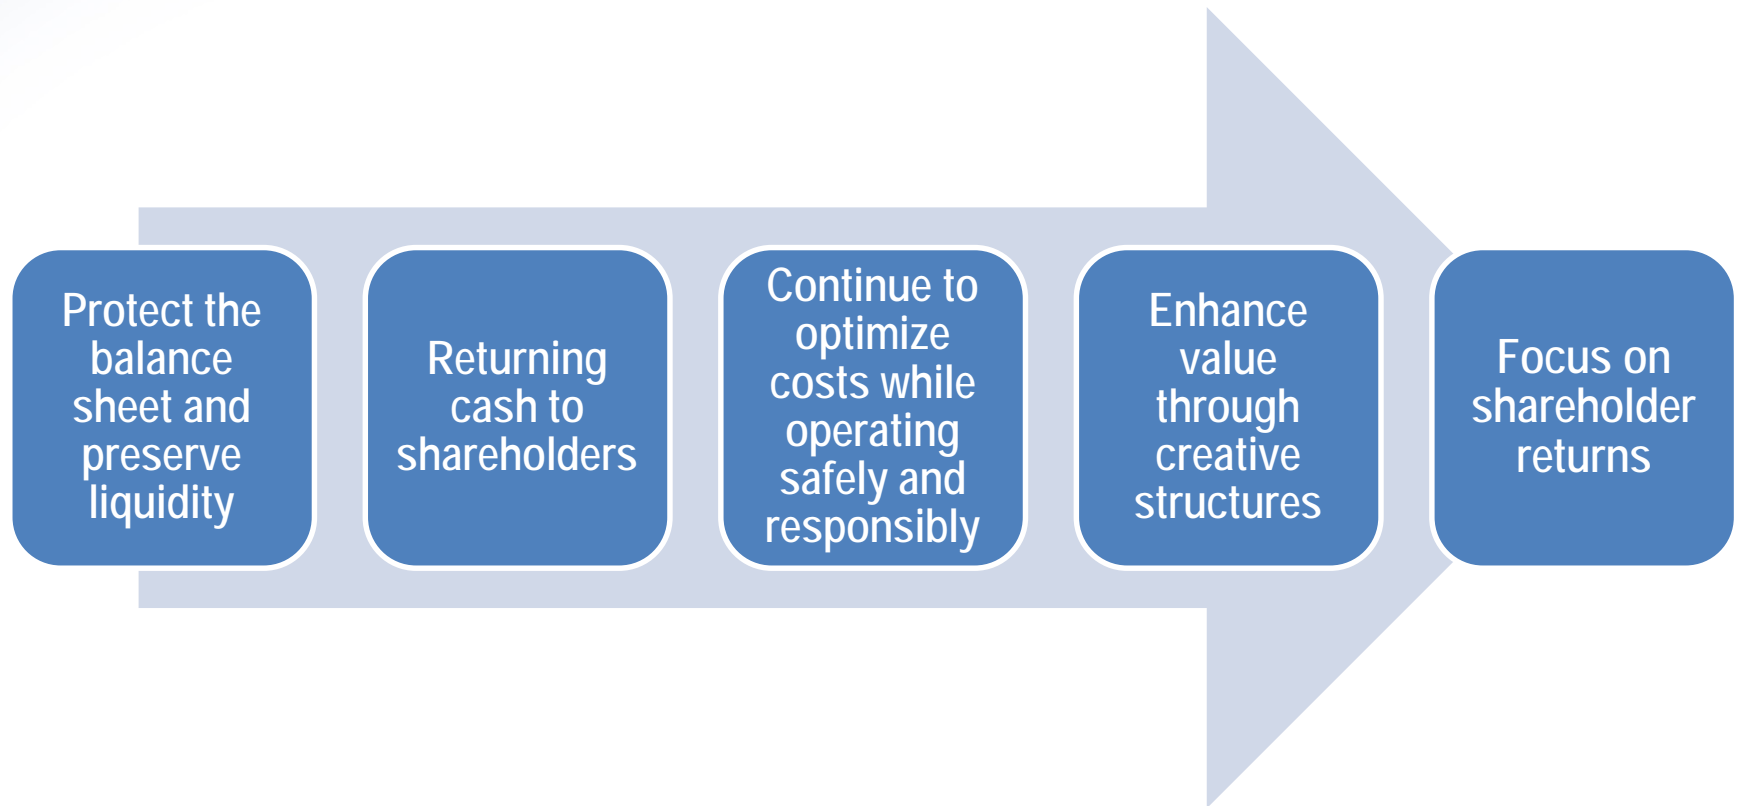 Protect the
balance
sheet and
preserve
liquidity
Returning
cash to
shareholders
Continue to
optimize
costs while
operating
safely and
responsibly
Enhance
value
through
creative
structures
Focus on
shareholder
returns